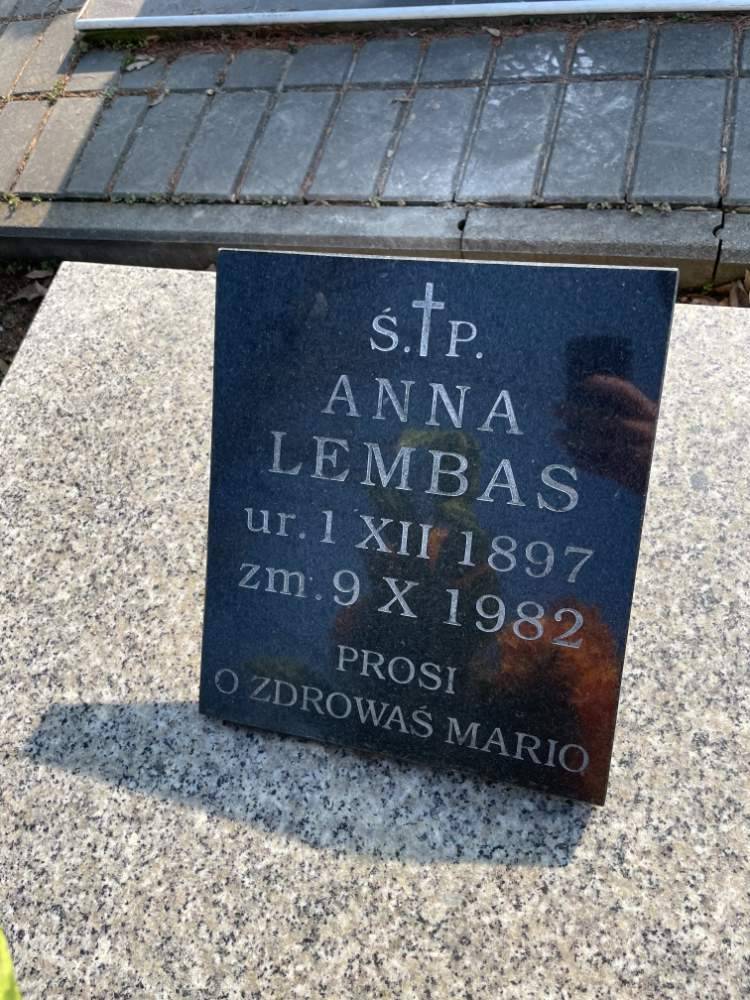 Ś.†P.
ANNA
LEMBAS
ur. 1 XII 1897
zm. 9 X 1982
PROSI
O ZDROWAŚ MARIO